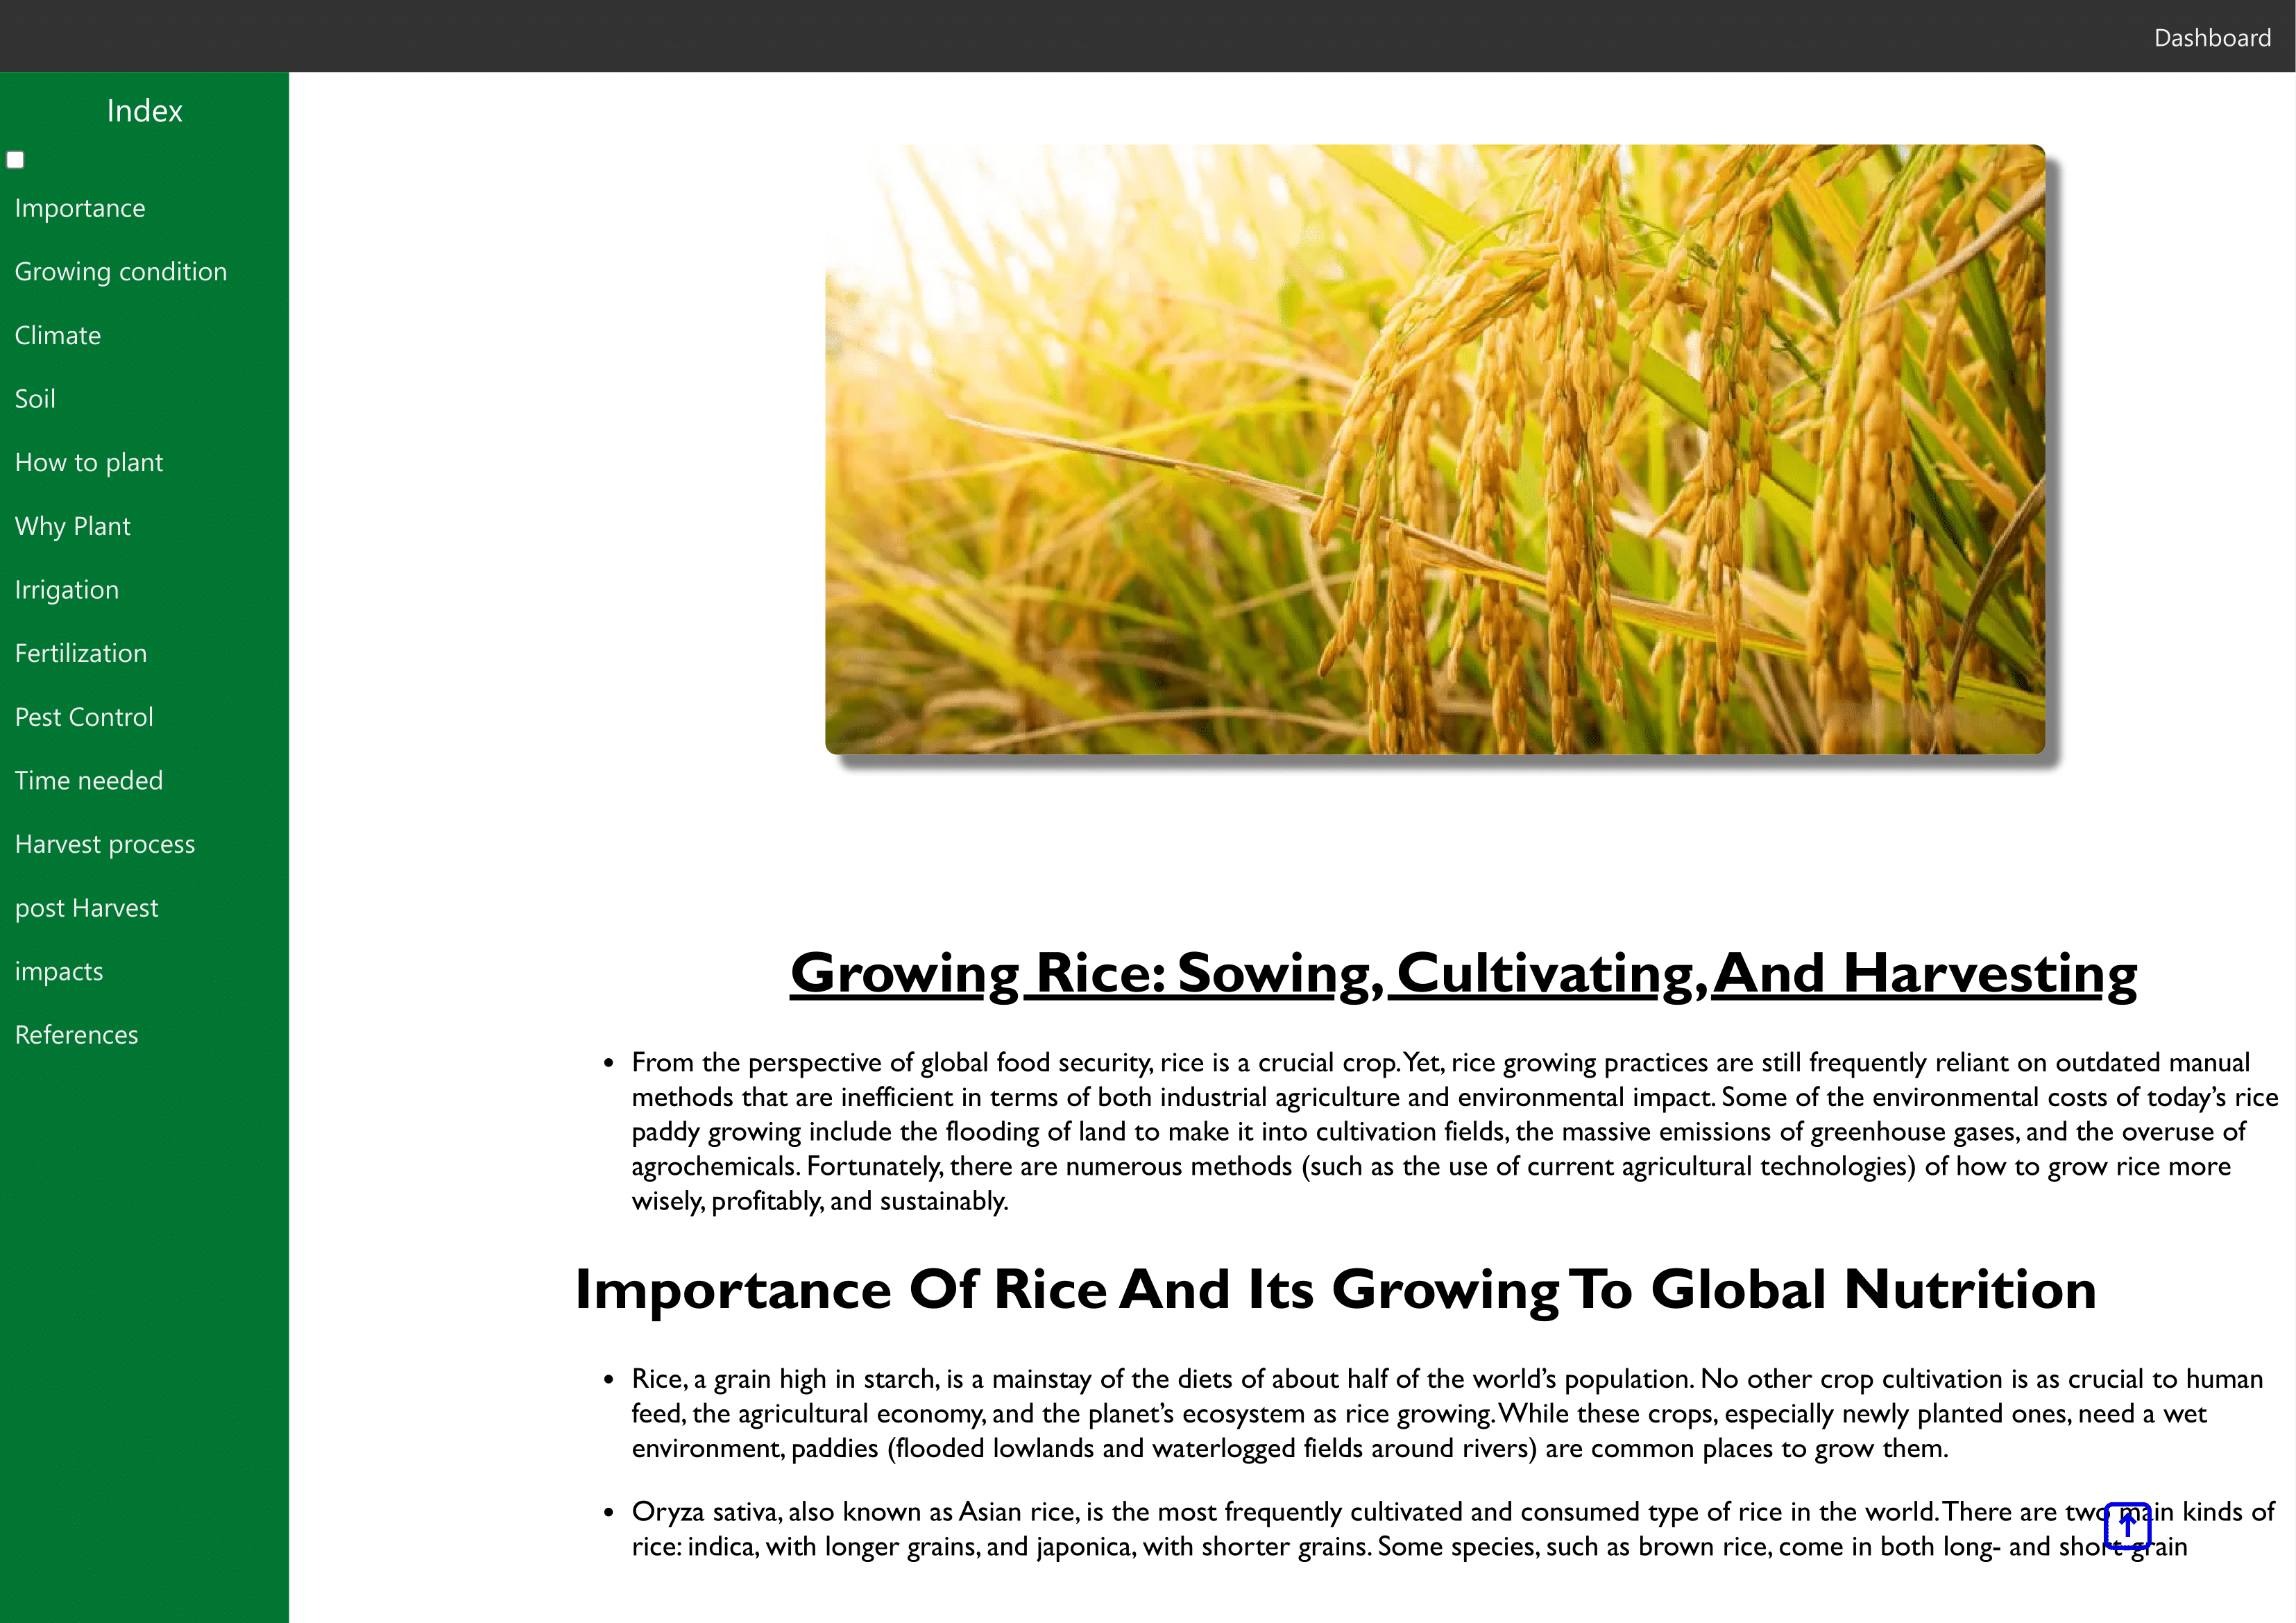 Dashboard
Index
Importance
Growing condition
Climate
Soil
How to plant
Why Plant
Irrigation
Fertilization
Pest Control
Time needed
Harvest process
post Harvest
impacts
References
Growing Rice: Sowing, Cultivating, And Harvesting
From the perspective of global food security, rice is a crucial crop. Yet, rice growing practices are still frequently reliant on outdated manual
methods that are inefficient in terms of both industrial agriculture and environmental impact. Some of the environmental costs of today’s rice
paddy growing include the flooding of land to make it into cultivation fields, the massive emissions of greenhouse gases, and the overuse of
agrochemicals. Fortunately, there are numerous methods (such as the use of current agricultural technologies) of how to grow rice more
wisely, profitably, and sustainably.
Importance Of Rice And Its Growing To Global Nutrition
Rice, a grain high in starch, is a mainstay of the diets of about half of the world’s population. No other crop cultivation is as crucial to human
feed, the agricultural economy, and the planet’s ecosystem as rice growing. While these crops, especially newly planted ones, need a wet
environment, paddies (flooded lowlands and waterlogged fields around rivers) are common places to grow them.
Oryza sativa, also known as Asian rice, is the most frequently cultivated and consumed type of rice in the world. There are two main kinds of
rice: indica, with longer grains, and japonica, with shorter grains. Some species, such as brown rice, come in both long- and short-grain